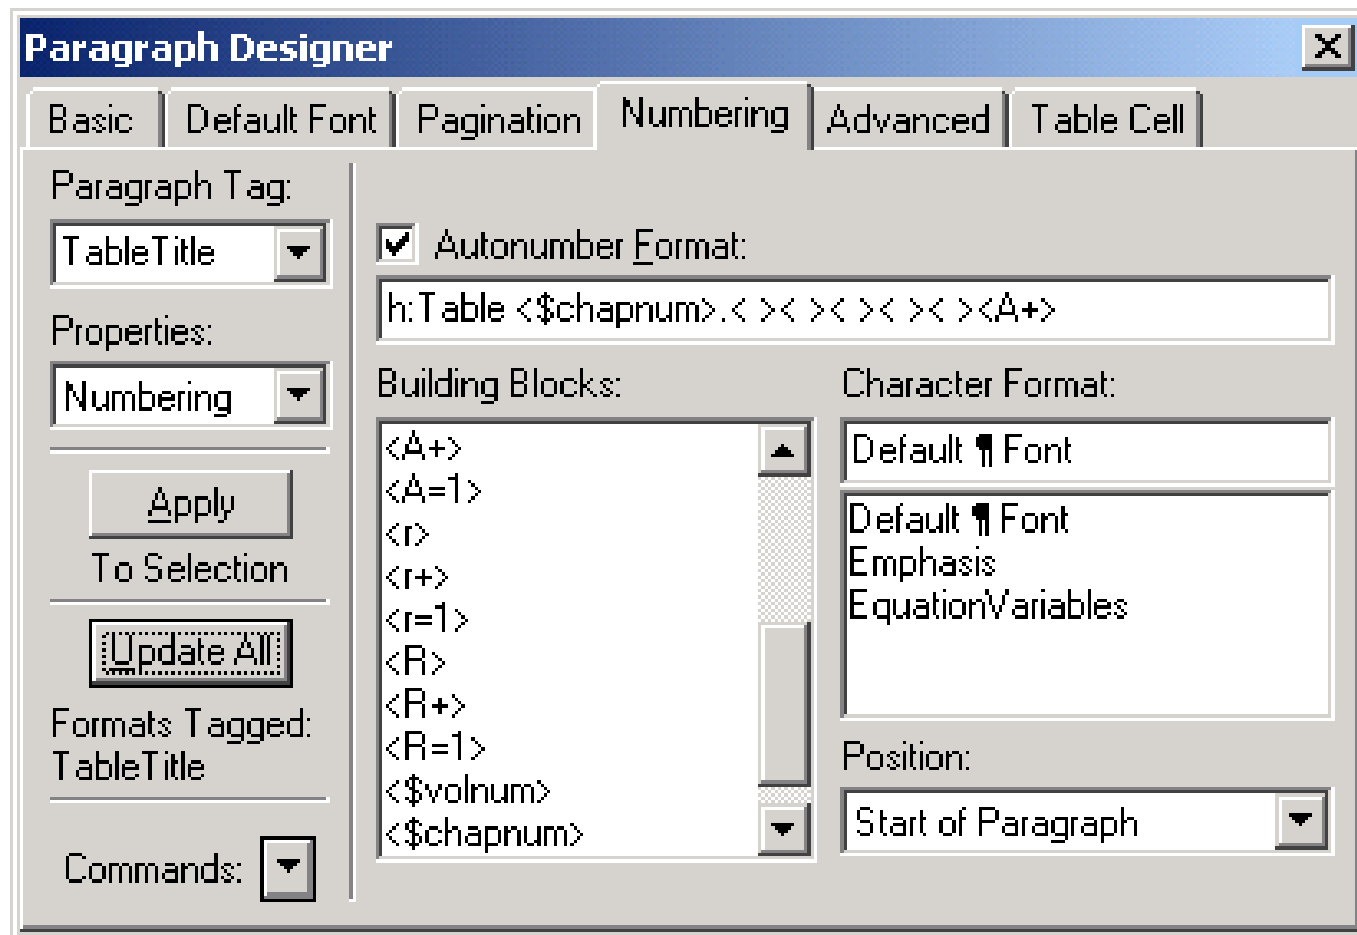 Paragraph Designer
Basic Default Font Pagination Numbering Advanced Table Cell
Paragraph Tag:
TableTitle
Properties:
Numbering
Apply
To Selection
Update All
Formats Tagged:
TableTitle
Commands:
Autonumber Format:
h:Table <$chapnum>.< >< >< >< >< ><A+>
Building Blocks:
<A+>
<A=1>
<r>
<r+>
<r=1>
<R>
<R+>
<R=1>
<$volnum>
<$chapnum>
Character Format:
Default ¶ Font
Default ¶ Font
Emphasis
EquationVariables
Position:
Start of Paragraph